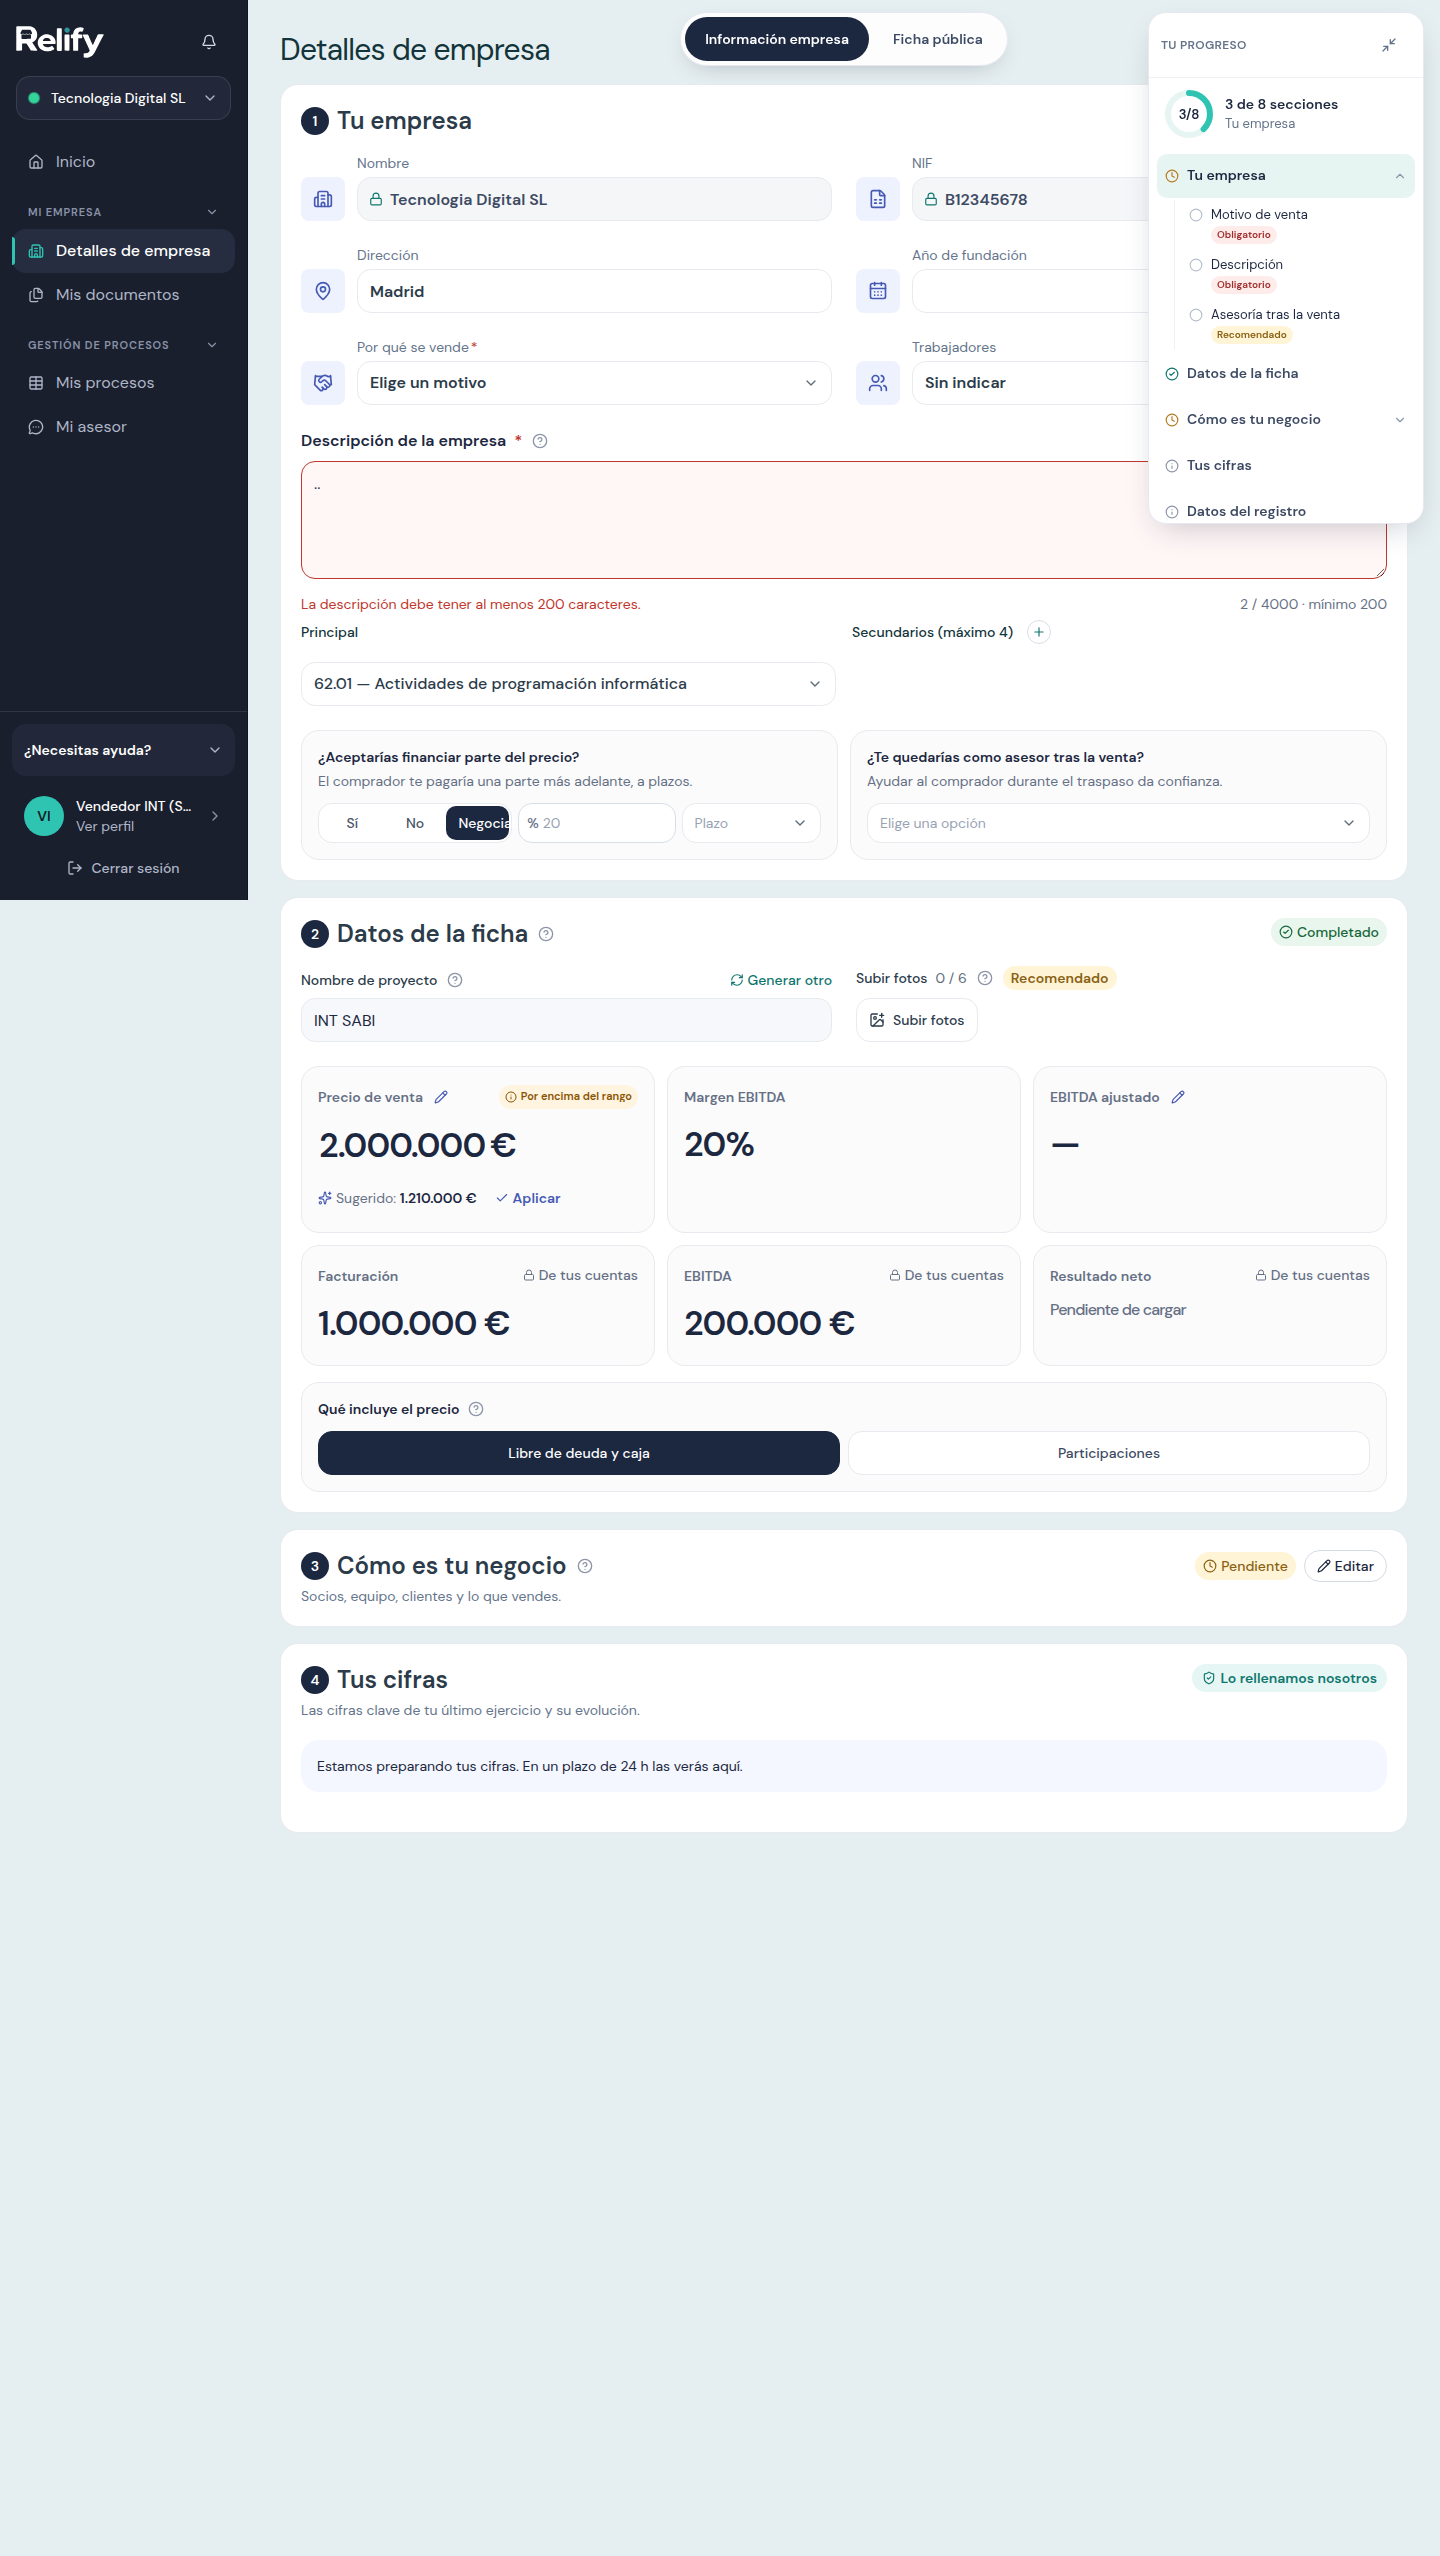 Relify
Tecnologia Digital SL
Inicio
MI EMPRESA
Detalles de empresa
Mis documentos
GESTIÓN DE PROCESOS
Mis procesos
Mi asesor
¿Necesitas ayuda?
VI
Vendedor INT (S...
Ver perfil
Cerrar sesión
Detalles de empresa
Información empresa
Ficha pública
TU PROGRESO
3/8
3 de 8 secciones
Tu empresa
Tu empresa
Motivo de venta
Obligatorio
Descripción
Obligatorio
Asesoría tras la venta
Recomendado
Datos de la ficha
Cómo es tu negocio
Tus cifras
Datos del registro
1 Tu empresa
Nombre
Tecnologia Digital SL
NIF
B12345678
Dirección
Madrid
Año de fundación
Por qué se vende*
Elige un motivo
Trabajadores
Sin indicar
Descripción de la empresa *
..
La descripción debe tener al menos 200 caracteres.
2 / 4000 · mínimo 200
Principal
Secundarios (máximo 4)
62.01 — Actividades de programación informática
¿Aceptarías financiar parte del precio?
El comprador te pagaría una parte más adelante, a plazos.
Sí No Negocia % 20 Plazo
¿Te quedarías como asesor tras la venta?
Ayudar al comprador durante el traspaso da confianza.
Elige una opción
2 Datos de la ficha
Completado
Nombre de proyecto
Generar otro
INT SABI
Subir fotos 0 / 6
Recomendado
Subir fotos
Precio de venta
Por encima del rango
2.000.000 €
Sugerido: 1.210.000 €
Aplicar
Margen EBITDA
20%
EBITDA ajustado
—
Facturación
De tus cuentas
1.000.000 €
EBITDA
De tus cuentas
200.000 €
Resultado neto
De tus cuentas
Pendiente de cargar
Qué incluye el precio
Libre de deuda y caja
Participaciones
3 Cómo es tu negocio
Pendiente
Editar
Socios, equipo, clientes y lo que vendes.
4 Tus cifras
Lo rellenamos nosotros
Las cifras clave de tu último ejercicio y su evolución.
Estamos preparando tus cifras. En un plazo de 24 h las verás aquí.